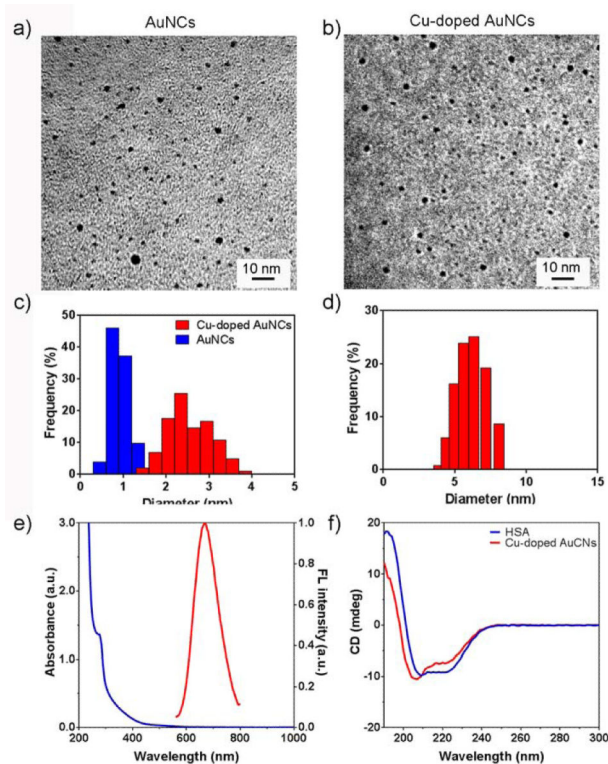 AuNCs
Cu-doped AuNCs
a)
b)
10 nm
10 nm
c)
d)
50
40
30
20
10
0
Frequency (%)
Cu-doped AuNCs
AuNCs
0 1 2 3 4 5
Diameter (nm)
30
20
10
0
Frequency (%)
0 5 10 15
Diameter (nm)
e)
f)
3.0
2.0
1.0
0.0
Absorbance (a.u.)
1.0
0.8
0.6
0.4
0.2
0.0
FL intensity (a.u.)
200 400 600 800 1000
Wavelength (nm)
20
10
0
-10
-20
CD (mdeg)
HSA
Cu-doped AuCNs
200 220 240 260 280 300
Wavelength (nm)